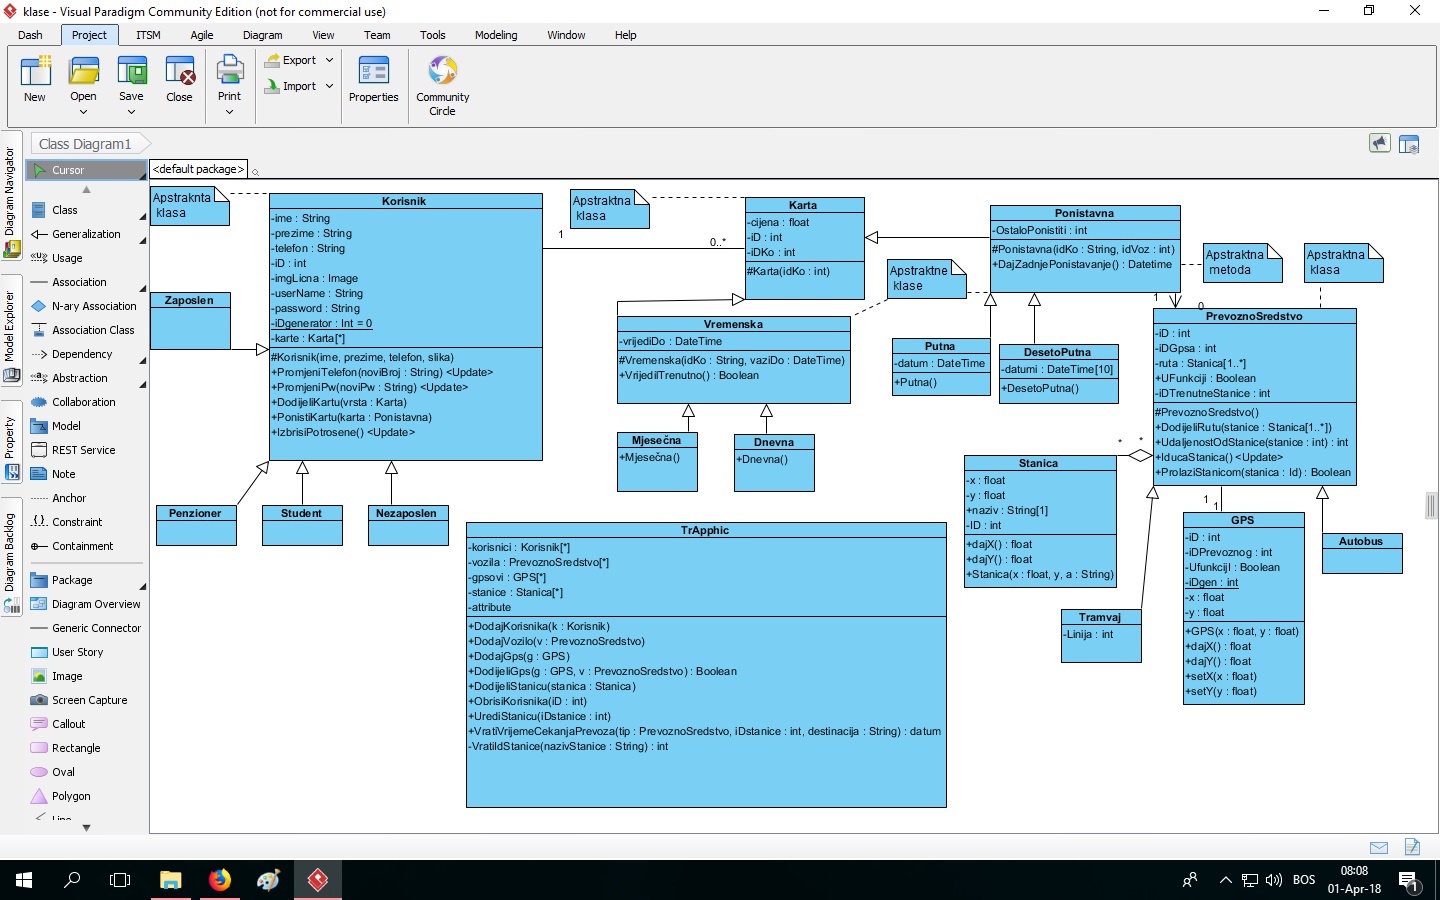 klase - Visual Paradigm Community Edition (not for commercial use)
Dash Project ITSM Agile Diagram View Team Tools Modeling Window Help
New Open Save Close Print Export Import Properties Community Circle
Class Diagram1
Diagram Navigator
Model Explorer
Property
Diagram Backlog
Cursor
Class
Generalization
Usage
Association
N-ary Association
Association Class
Dependency
Abstraction
Collaboration
Model
REST Service
Note
Anchor
Constraint
Containment
Package
Diagram Overview
Generic Connector
User Story
Image
Screen Capture
Callout
Rectangle
Oval
Polygon
Line
<default package>
Apstraknta
klasa
Korisnik
-ime : String
-prezime : String
-telefon : String
-iD : int
-imgLicna : Image
-userName : String
-password : String
-iDgenerator : Int = 0
-karte : Karta[*]
#Korisnik(ime, prezime, telefon, slika)
+PromjeniTelefon(noviBroj : String) <Update>
+PromjeniPw(noviPw : String) <Update>
+DodijeliKartu(vrsta : Karta)
+PonistiKartu(karta : Ponistavna)
+IzbrisiPotrosene() <Update>
Zaposlen
Penzioner
Student
Nezaposlen
1
0..*
Apstraktna
klasa
Karta
-cijena : float
-iD : int
-iDKo : int
#Karta(idKo : int)
Apstraktne
klase
Vremenska
-vrijediDo : DateTime
#Vremenska(idKo : String, vaziDo : DateTime)
+VrijediITrenutno() : Boolean
Mjesečna
+Mjesečna()
Dnevna
+Dnevna()
Ponistavna
-OstaloPonistiti : int
#Ponistavna(idKo : String, idVoz : int)
+DajZadnjePonistavanje() : Datetime
Apstraktna
metoda
Apstraktna
klasa
Putna
-datum : DateTime
+Putna()
DesetoPutna
-datumi : DateTime[10]
+DesetoPutna()
1
0
PrevoznoSredstvo
-iD : int
-iDGpsa : int
-ruta : Stanica[1..*]
+UFunkciji : Boolean
-iDTrenutneStanice : int
#PrevoznoSredstvo()
+DodijeliRutu(stanice : Stanica[1..*])
+UdaljenostOdStanice(stanice : int) : int
+IducaStanica() <Update>
+ProlaziStanicom(stanica : Id) : Boolean
*
*
Stanica
-x : float
-y : float
+naziv : String[1]
-ID : int
+dajX() : float
+dajY() : float
+Stanica(x : float, y, a : String)
1
1
GPS
-iD : int
-iDPrevoznog : int
-UfunkcijI : Boolean
-iDgen : int
-x : float
-y : float
+GPS(x : float, y : float)
+dajX() : float
+dajY() : float
+setX(x : float)
+setY(y : float)
Autobus
Tramvaj
-Linija : int
TrApphic
-korisnici : Korisnik[*]
-vozila : PrevoznoSredstvo[*]
-gpsovi : GPS[*]
-stanice : Stanica[*]
-attribute
+DodajKorisnika(k : Korisnik)
+DodajVozilo(v : PrevoznoSredstvo)
+DodajGps(g : GPS)
+DodijeliGps(g : GPS, v : PrevoznoSredstvo) : Boolean
+DodijeliStanicu(stanica : Stanica)
+ObrisiKorisnika(iD : int)
+UrediStanicu(iDstanice : int)
+VratiVrijemeCekanjaPrevoza(tip : PrevoznoSredstvo, iDstanice : int, destinacija : String) : datum
-VratiIdStanice(nazivStanice : String) : int
BOS
08:08
01-Apr-18
1